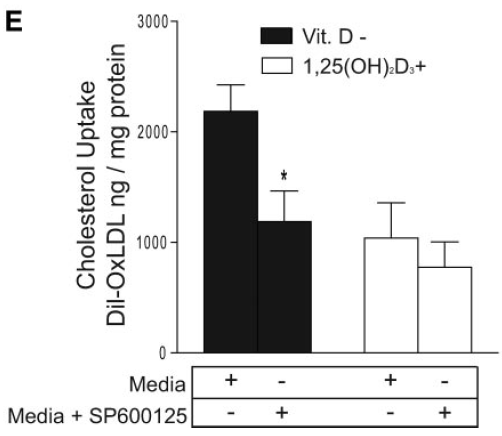 E
3000
2000
1000
0
Cholesterol Uptake
DiI-OxLDL ng / mg protein
Vit. D -
1,25(OH)₂D₃+
*
Media + - + -
Media + SP600125 - + - +